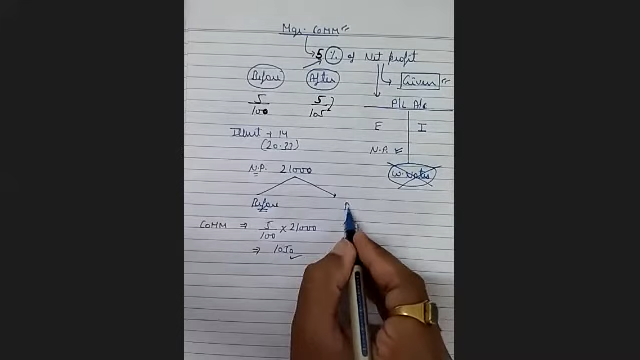 Mgr. COMM
5 % of Net profit
Before After Given
5/100 5/105 P/L A/c
E I
Illust 14
(20.27)
N.P.
N.P. 21000
W. Notes
Before
COMM ⇒ 5/100 × 21000
⇒ 1050